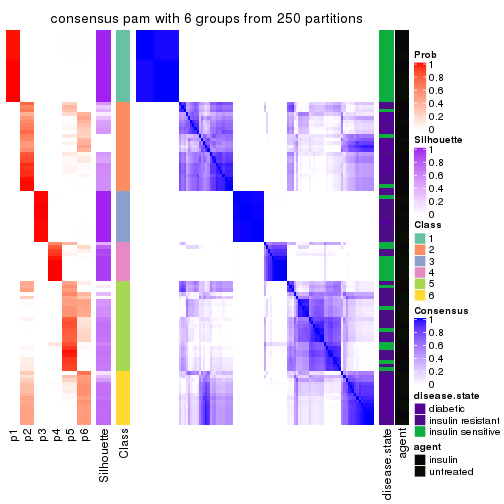 consensus pam with 6 groups from 250 partitions
Prob
1
0.8
0.6
0.4
0.2
0
Silhouette
1
0.8
0.6
0.4
0.2
0
Class
1
2
3
4
5
6
Consensus
1
0.8
0.6
0.4
0.2
0
disease.state
diabetic
insulin resistant
insulin sensitive
agent
insulin
untreated
p1
p2
p3
p4
p5
p6
Silhouette
Class
disease.state
agent